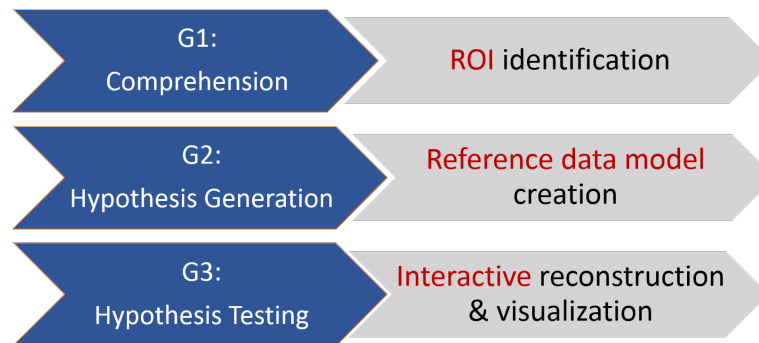 G1:
Comprehension
ROI identification
G2:
Hypothesis Generation
Reference data model
creation
G3:
Hypothesis Testing
Interactive reconstruction
& visualization